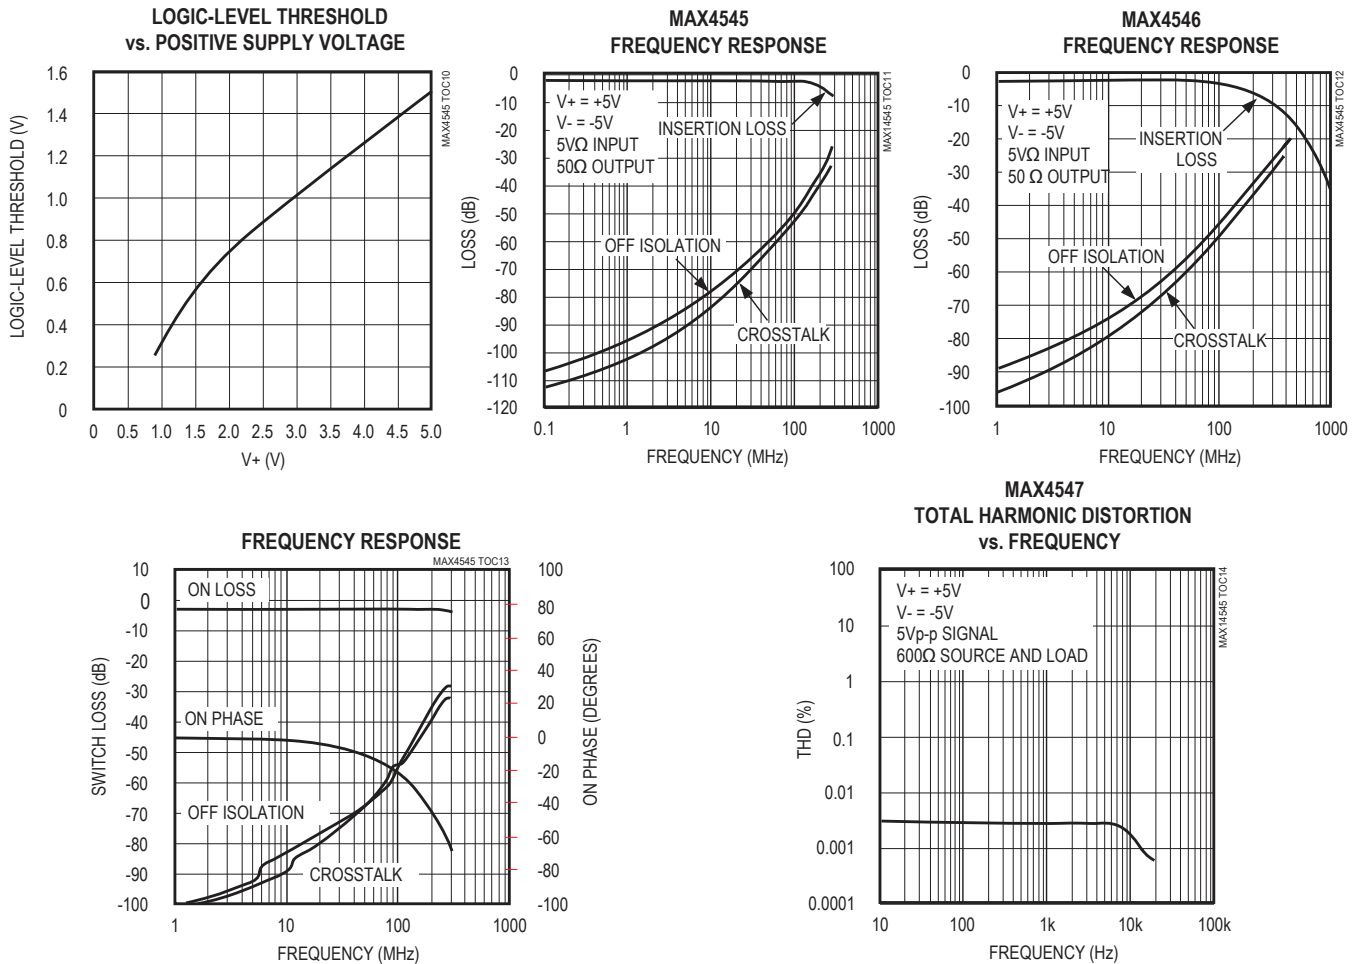 LOGIC-LEVEL THRESHOLD
vs. POSITIVE SUPPLY VOLTAGE
MAX4545 TOC10
LOGIC-LEVEL THRESHOLD (V)
1.6
1.4
1.2
1.0
0.8
0.6
0.4
0.2
0
0 0.5 1.0 1.5 2.0 2.5 3.0 3.5 4.0 4.5 5.0
V+ (V)
MAX4545
FREQUENCY RESPONSE
MAX14545 TOC11
LOSS (dB)
0
-10
-20
-30
-40
-50
-60
-70
-80
-90
-100
-110
-120
V+ = +5V
V- = -5V
5VΩ INPUT
50Ω OUTPUT
INSERTION LOSS
OFF ISOLATION
CROSSTALK
0.1 1 10 100 1000
FREQUENCY (MHz)
MAX4546
FREQUENCY RESPONSE
MAX4545 TOC12
LOSS (dB)
0
-10
-20
-30
-40
-50
-60
-70
-80
-90
-100
V+ = +5V
V- = -5V
5VΩ INPUT
50 Ω OUTPUT
INSERTION
LOSS
OFF ISOLATION
CROSSTALK
1 10 100 1000
FREQUENCY (MHz)
FREQUENCY RESPONSE
MAX4545 TOC13
SWITCH LOSS (dB)
10
0
-10
-20
-30
-40
-50
-60
-70
-80
-90
-100
ON LOSS
ON PHASE
OFF ISOLATION
CROSSTALK
100
80
60
40
20
0
-20
-40
-60
-80
-100
ON PHASE (DEGREES)
1 10 100 1000
FREQUENCY (MHz)
MAX4547
TOTAL HARMONIC DISTORTION
vs. FREQUENCY
MAX14545 TOC14
THD (%)
100
10
1
0.1
0.01
0.001
0.0001
V+ = +5V
V- = -5V
5Vp-p SIGNAL
600Ω SOURCE AND LOAD
10 100 1k 10k 100k
FREQUENCY (Hz)